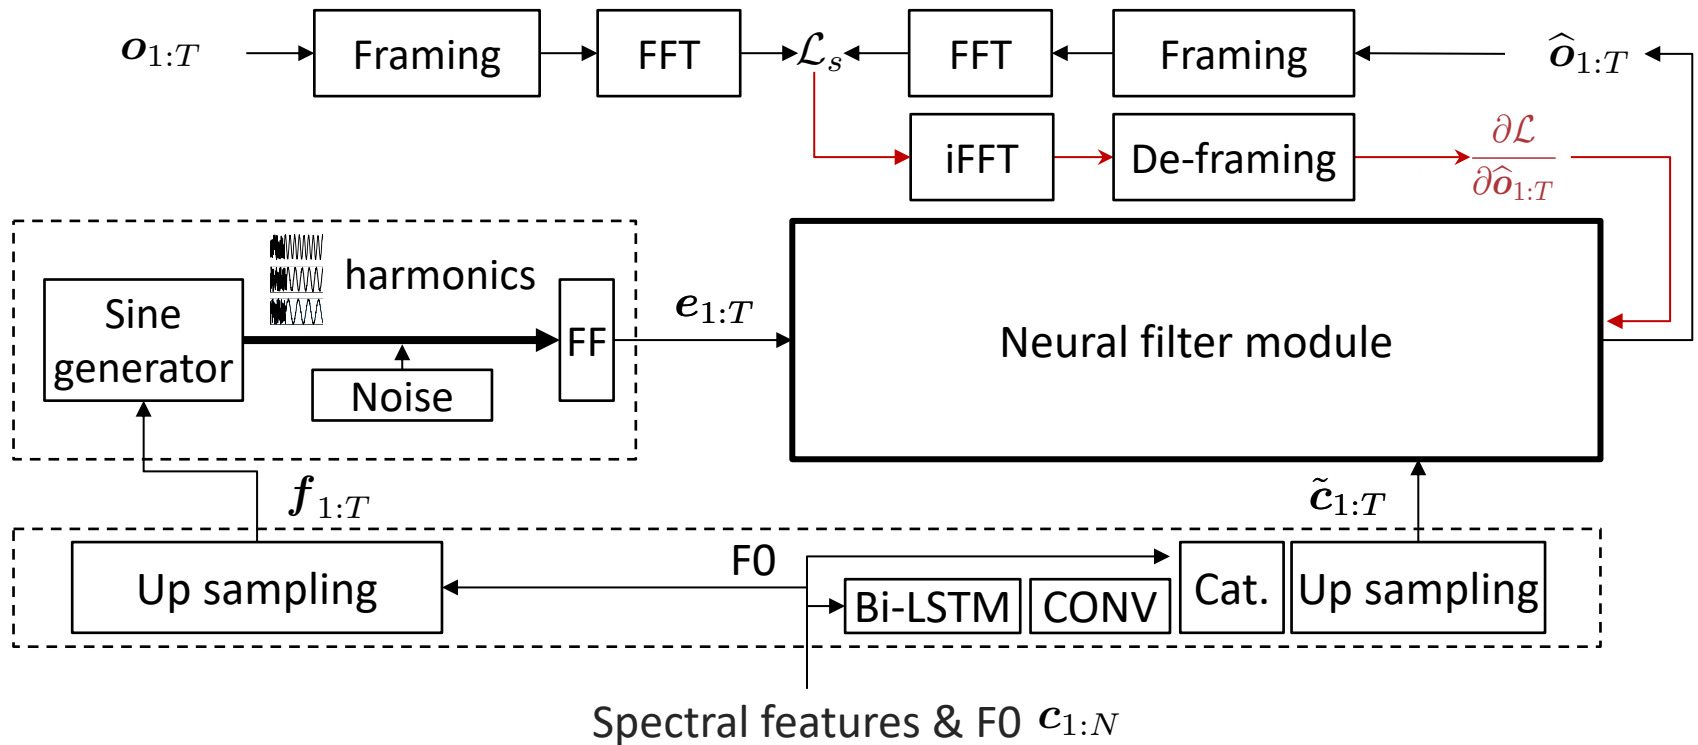 𝒐₁:T Framing FFT ℒₛ FFT Framing 𝒐̂₁:T
iFFT De-framing ∂ℒ / ∂𝒐̂₁:T
harmonics
Sine
generator
FF
𝒆₁:T
Neural filter module
Noise
𝒇₁:T
𝒄̃₁:T
Up sampling
F0
Bi-LSTM CONV Cat. Up sampling
Spectral features & F0 𝒄₁:N